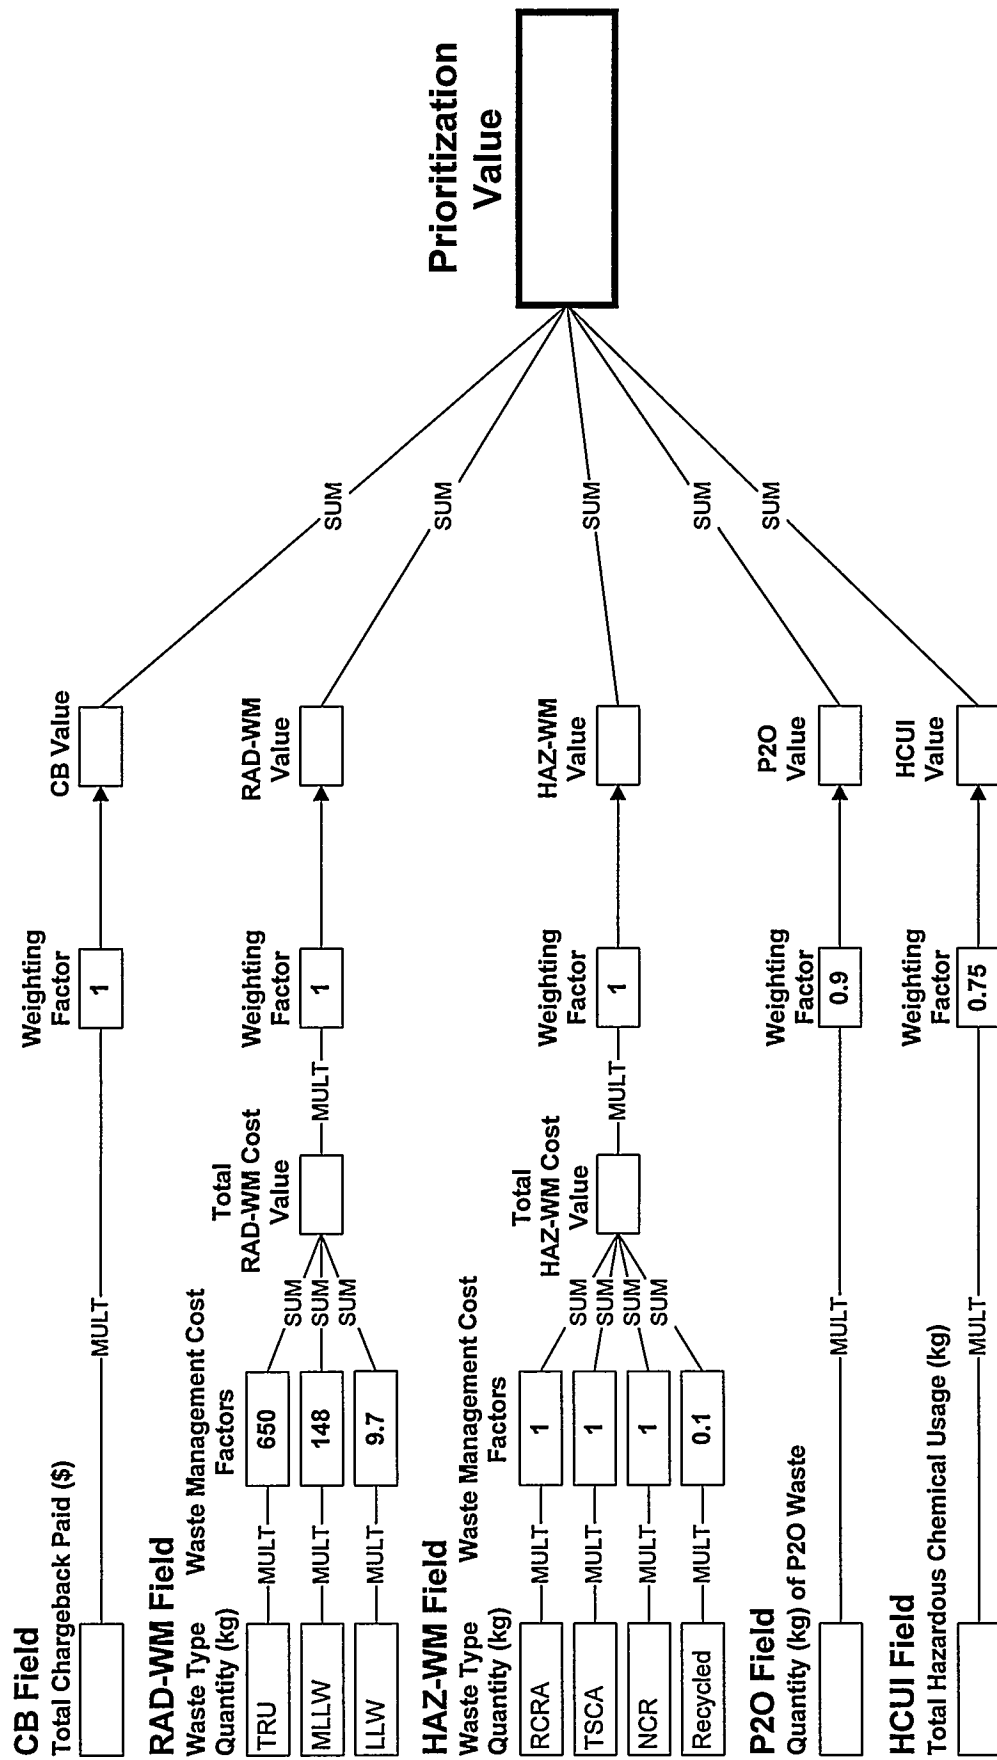 CB Field
Total Chargeback Paid ($)
MULT
Weighting
Factor
1
CB Value
SUM
RAD-WM Field
Waste Type
Quantity (kg)
Waste Management Cost
Factors
TRU
MULT
650
SUM
MLLW
MULT
148
SUM
LLW
MULT
9.7
SUM
Total
RAD-WM Cost
Value
MULT
Weighting
Factor
1
RAD-WM
Value
SUM
HAZ-WM Field
Waste Type
Quantity (kg)
Waste Management Cost
Factors
RCRA
MULT
1
SUM
TSCA
MULT
1
SUM
NCR
MULT
1
SUM
Recycled
MULT
0.1
SUM
Total
HAZ-WM Cost
Value
MULT
Weighting
Factor
1
HAZ-WM
Value
SUM
P2O Field
Quantity (kg) of P2O Waste
MULT
Weighting
Factor
0.9
P2O
Value
SUM
HCUI Field
Total Hazardous Chemical Usage (kg)
MULT
Weighting
Factor
0.75
HCUI
Value
SUM
Prioritization
Value